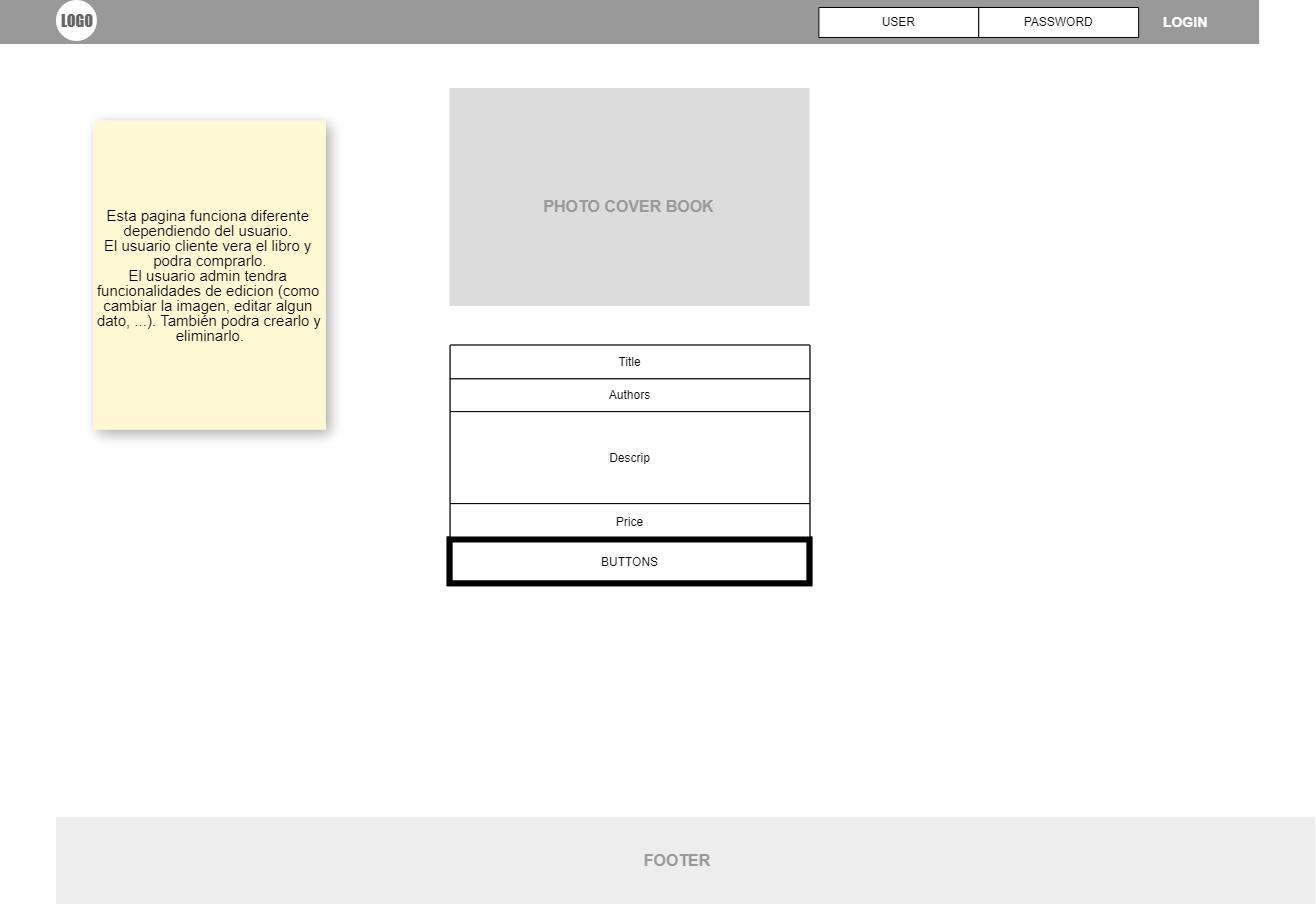 LOGO
USER
PASSWORD
LOGIN
PHOTO COVER BOOK
Esta pagina funciona diferente
dependiendo del usuario.
El usuario cliente vera el libro y
podra comprarlo.
El usuario admin tendra
funcionalidades de edicion (como
cambiar la imagen, editar algun
dato, ...). También podra crearlo y
eliminarlo.
Title
Authors
Descrip
Price
BUTTONS
FOOTER